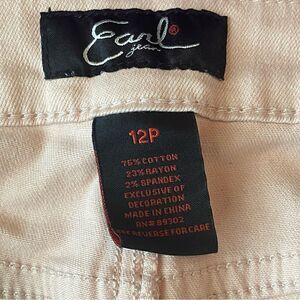 Earl®
jean
12P
75% COTTON
23% RAYON
2% SPANDEX
EXCLUSIVE OF
DECORATION
MADE IN CHINA
RN# 89302
SEE REVERSE FOR CARE